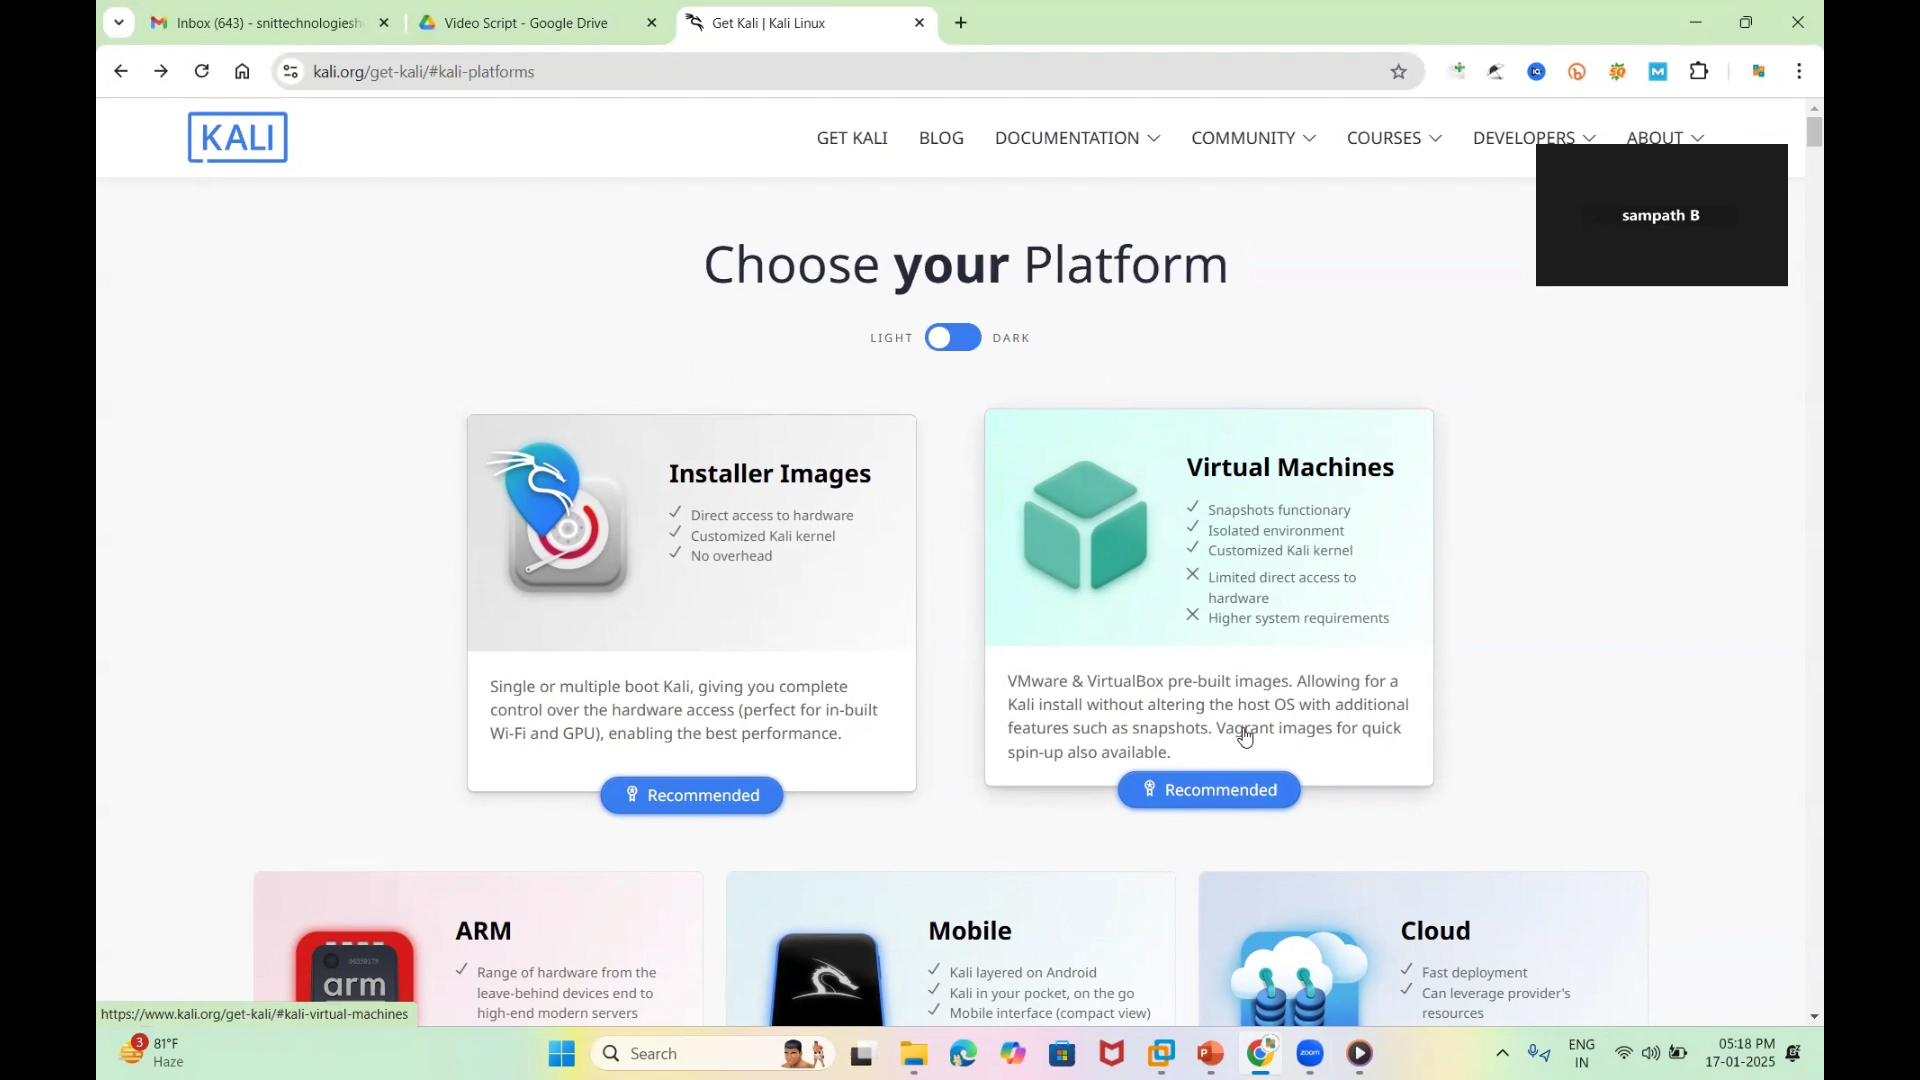 Inbox (643) - snittechnologiesh
Video Script - Google Drive
Get Kali | Kali Linux
kali.org/get-kali/#kali-platforms
KALI
GET KALI
BLOG
DOCUMENTATION
COMMUNITY
COURSES
DEVELOPERS
ABOUT
sampath B
Choose your Platform
LIGHT
DARK
Installer Images
Direct access to hardware
Customized Kali kernel
No overhead
Single or multiple boot Kali, giving you complete
control over the hardware access (perfect for in-built
Wi-Fi and GPU), enabling the best performance.
Recommended
Virtual Machines
Snapshots functionary
Isolated environment
Customized Kali kernel
Limited direct access to
hardware
Higher system requirements
VMware & VirtualBox pre-built images. Allowing for a
Kali install without altering the host OS with additional
features such as snapshots. Vagrant images for quick
spin-up also available.
Recommended
ARM
arm
Range of hardware from the
leave-behind devices end to
high-end modern servers
Mobile
Kali layered on Android
Kali in your pocket, on the go
Mobile interface (compact view)
Cloud
Fast deployment
Can leverage provider's
resources
https://www.kali.org/get-kali/#kali-virtual-machines
3
81°F
Haze
Search
zoom
ENG
IN
05:18 PM
17-01-2025